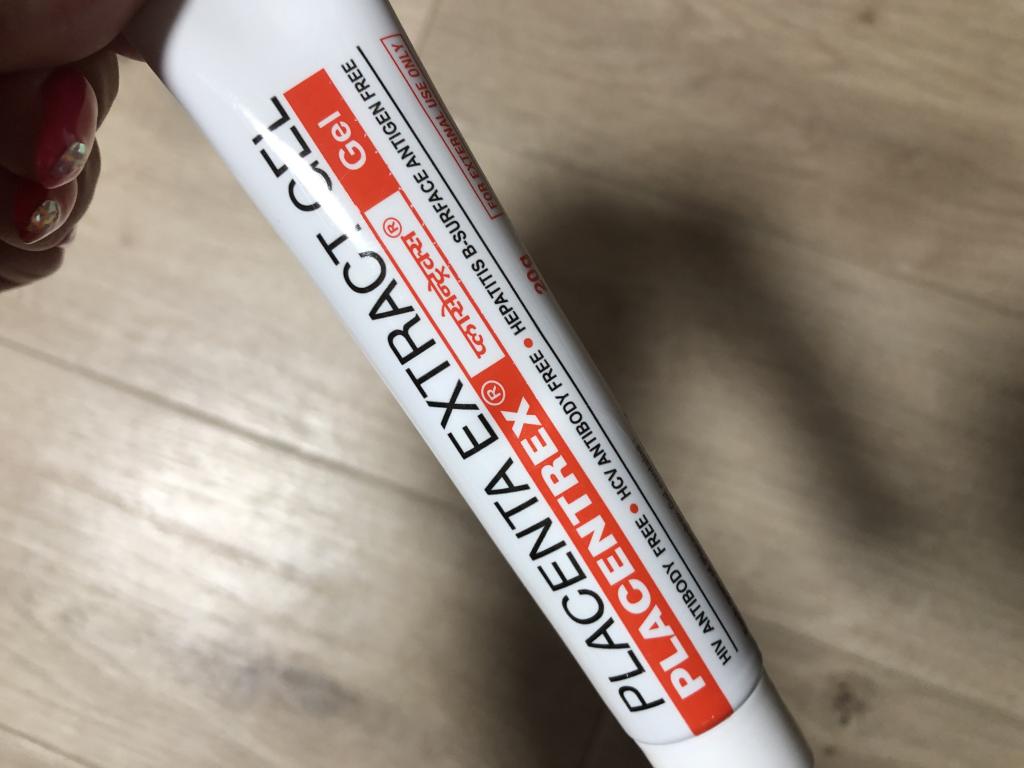 PLACENTA EXTRACT GEL
PLACENTREX® प्लासेन्ट्रेक्स® Gel
HIV ANTIBODY FREE • HCV ANTIBODY FREE • HEPATITIS B-SURFACE ANTIGEN FREE
20g FOR EXTERNAL USE ONLY